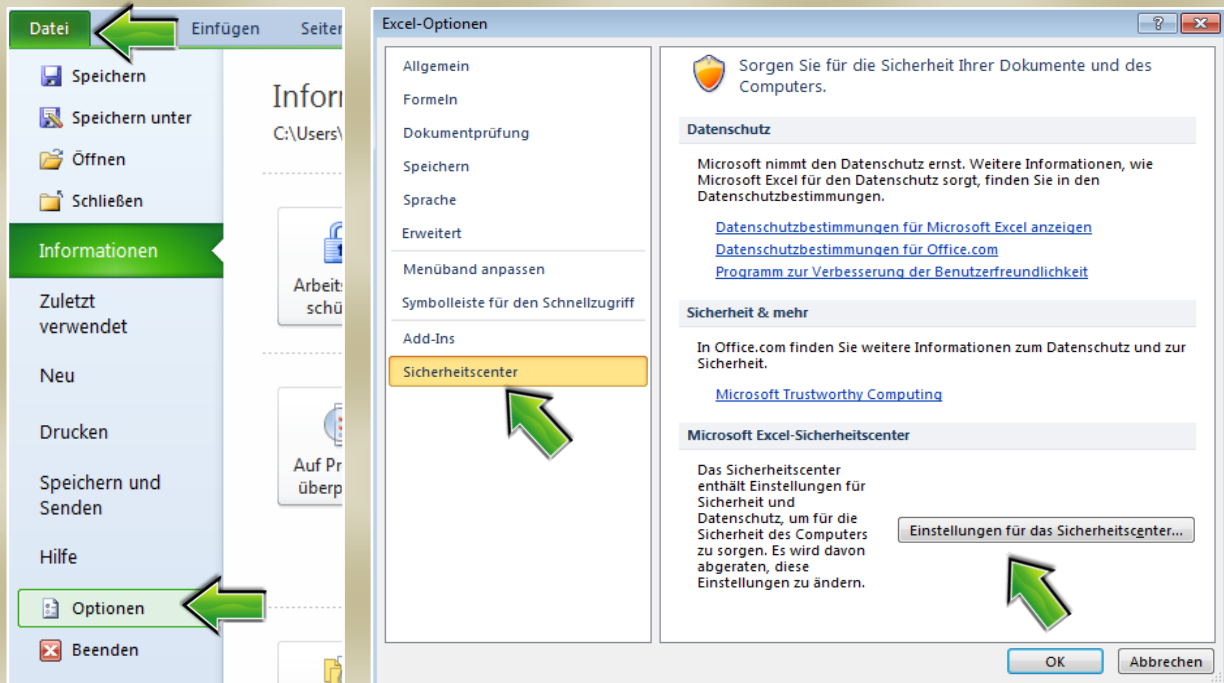 Datei
Einfügen
Seiter
Speichern
Speichern unter
Öffnen
Schließen
Informationen
Zuletzt
verwendet
Neu
Drucken
Speichern und
Senden
Hilfe
Optionen
Beenden
Infor
C:\Users\
Arbeits
schü
Auf Pr
überp
Excel-Optionen
Allgemein
Formeln
Dokumentprüfung
Speichern
Sprache
Erweitert
Menüband anpassen
Symbolleiste für den Schnellzugriff
Add-Ins
Sicherheitscenter
Sorgen Sie für die Sicherheit Ihrer Dokumente und des
Computers.
Datenschutz
Microsoft nimmt den Datenschutz ernst. Weitere Informationen, wie
Microsoft Excel für den Datenschutz sorgt, finden Sie in den
Datenschutzbestimmungen.
Datenschutzbestimmungen für Microsoft Excel anzeigen
Datenschutzbestimmungen für Office.com
Programm zur Verbesserung der Benutzerfreundlichkeit
Sicherheit & mehr
In Office.com finden Sie weitere Informationen zum Datenschutz und zur
Sicherheit.
Microsoft Trustworthy Computing
Microsoft Excel-Sicherheitscenter
Das Sicherheitscenter
enthält Einstellungen für
Sicherheit und
Datenschutz, um für die
Sicherheit des Computers
zu sorgen. Es wird davon
abgeraten, diese
Einstellungen zu ändern.
Einstellungen für das Sicherheitscenter...
OK
Abbrechen